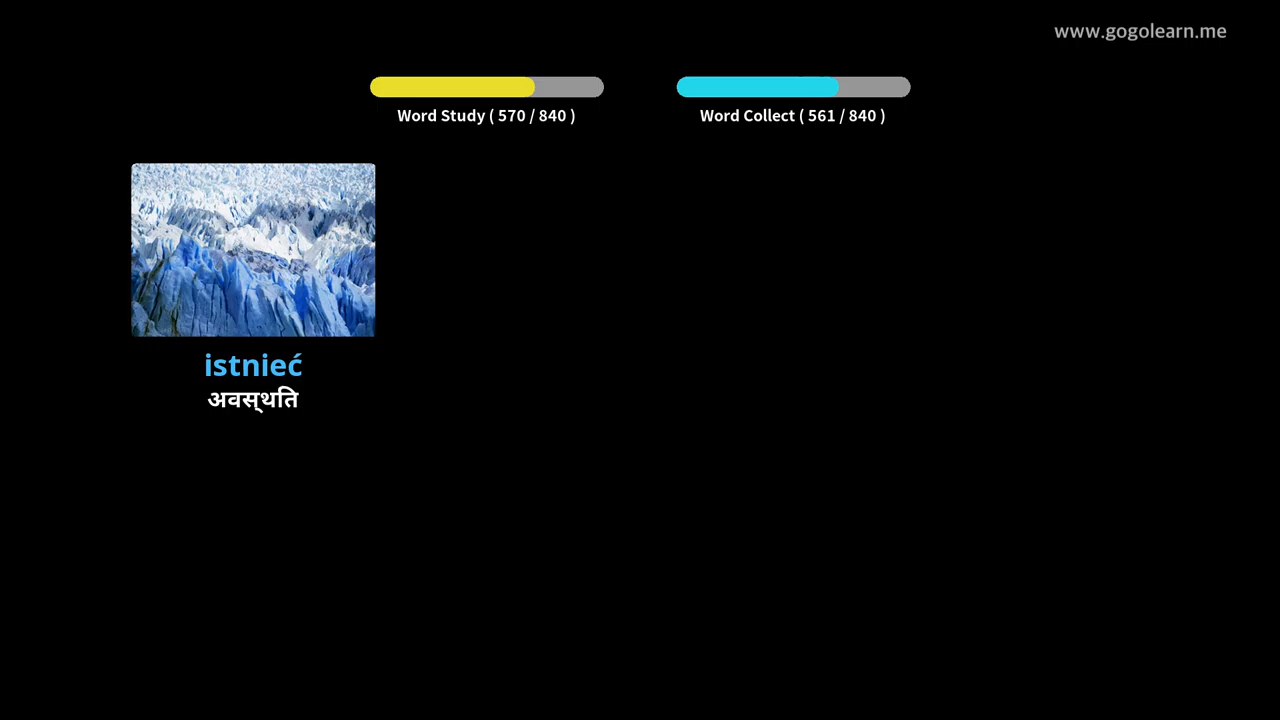 www.gogolearn.me
Word Study ( 570 / 840 )
Word Collect ( 561 / 840 )
istnieć
अवस्थति